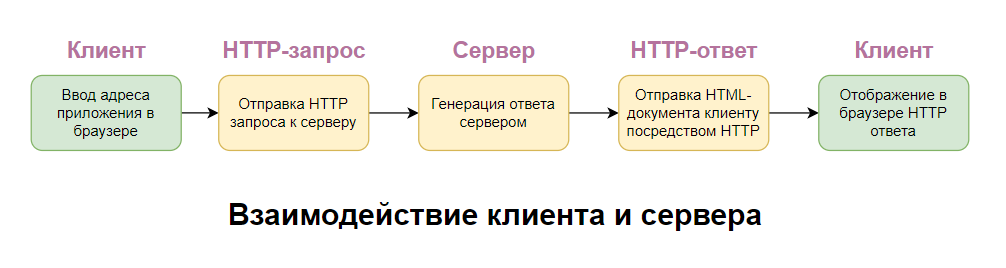 Клиент
HTTP-запрос
Сервер
HTTP-ответ
Клиент
Ввод адреса
приложения в
браузере
Отправка HTTP
запроса к серверу
Генерация ответа
сервером
Отправка HTML-
документа клиенту
посредством HTTP
Отображение в
браузере HTTP
ответа
Взаимодействие клиента и сервера